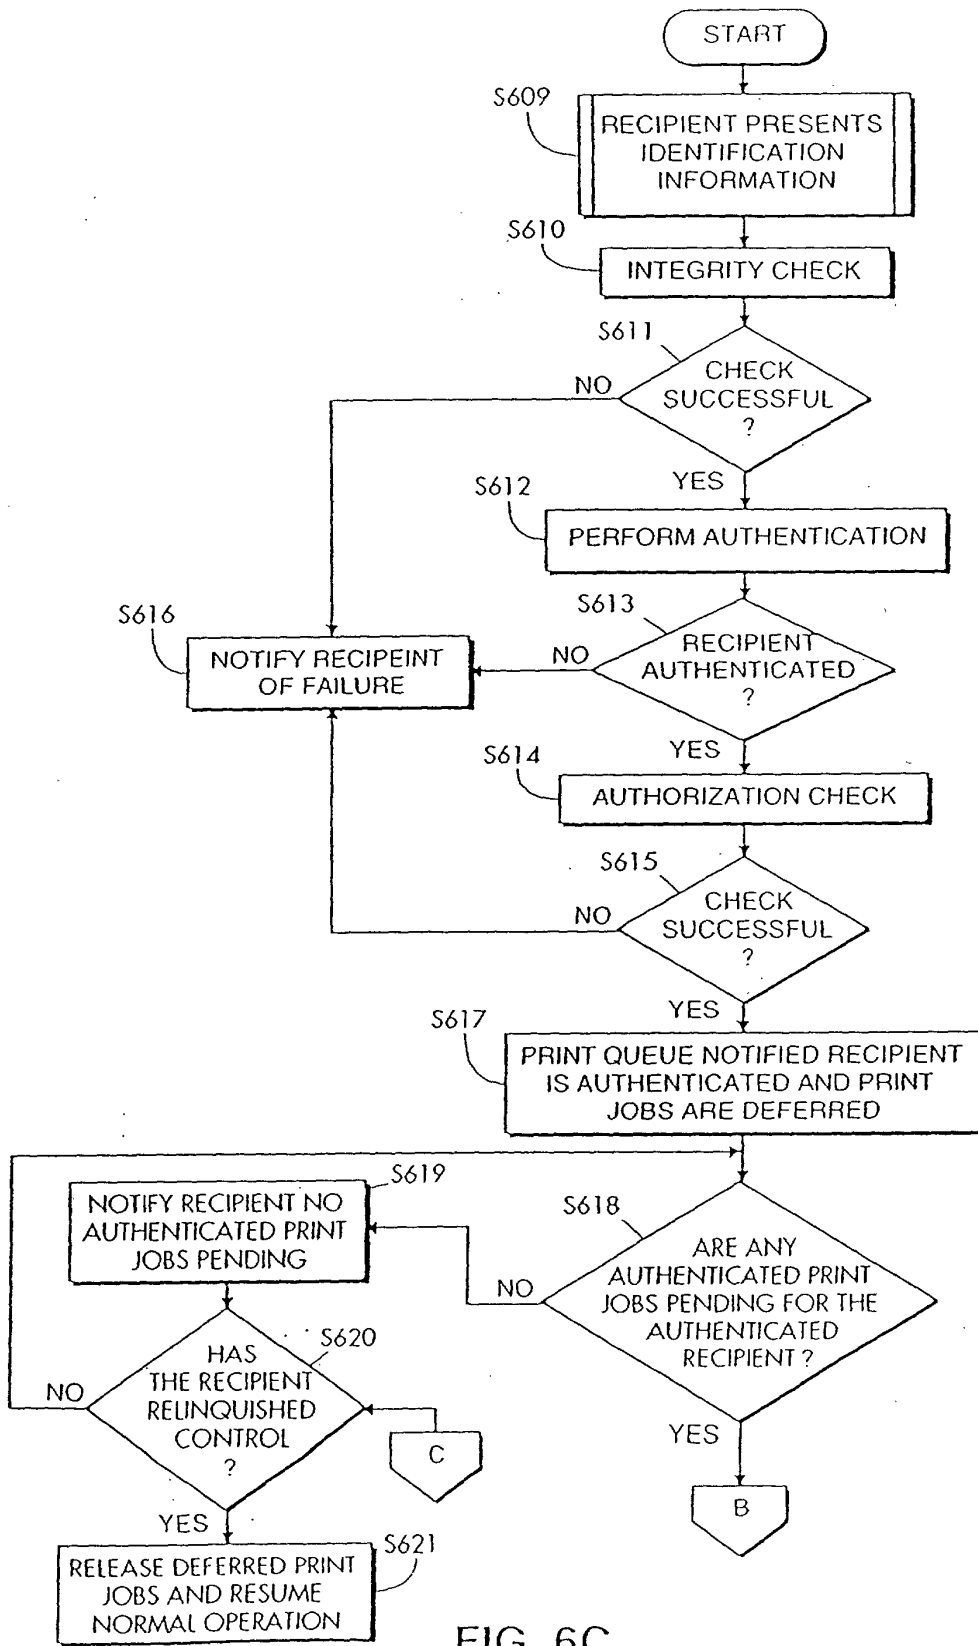 START
S609
RECIPIENT PRESENTS
IDENTIFICATION
INFORMATION
S610
INTEGRITY CHECK
S611
CHECK
SUCCESSFUL
?
NO
YES
S612
PERFORM AUTHENTICATION
S613
RECIPIENT
AUTHENTICATED
?
NO
S616
NOTIFY RECIPEINT
OF FAILURE
YES
S614
AUTHORIZATION CHECK
S615
CHECK
SUCCESSFUL
?
NO
YES
S617
PRINT QUEUE NOTIFIED RECIPIENT
IS AUTHENTICATED AND PRINT
JOBS ARE DEFERRED
S618
ARE ANY
AUTHENTICATED PRINT
JOBS PENDING FOR THE
AUTHENTICATED
RECIPIENT ?
NO
YES
B
S619
NOTIFY RECIPIENT NO
AUTHENTICATED PRINT
JOBS PENDING
S620
HAS
THE RECIPIENT
RELINQUISHED
CONTROL
?
NO
C
YES
S621
RELEASE DEFERRED PRINT
JOBS AND RESUME
NORMAL OPERATION
FIG. 6C